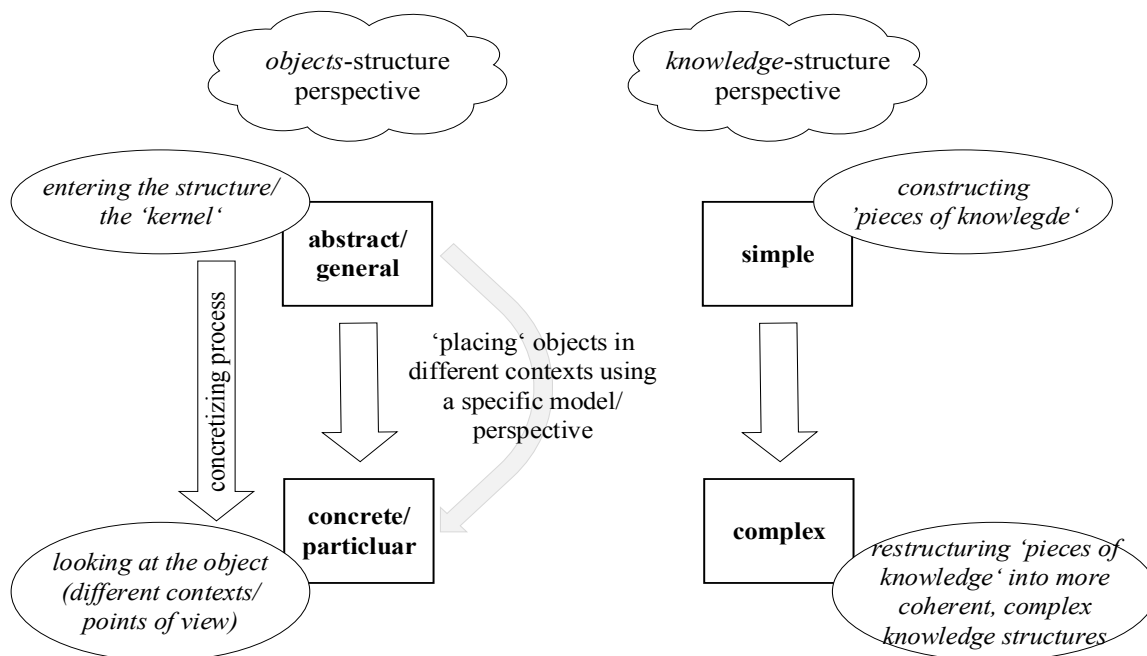 objects-structure
perspective
knowledge-structure
perspective
entering the structure/
the ‘kernel‘
abstract/
general
simple
constructing
’pieces of knowlegde‘
concretizing process
‘placing‘ objects in
different contexts using
a specific model/
perspective
concrete/
particluar
complex
looking at the object
(different contexts/
points of view)
restructuring ‘pieces of
knowledge‘ into more
coherent, complex
knowledge structures